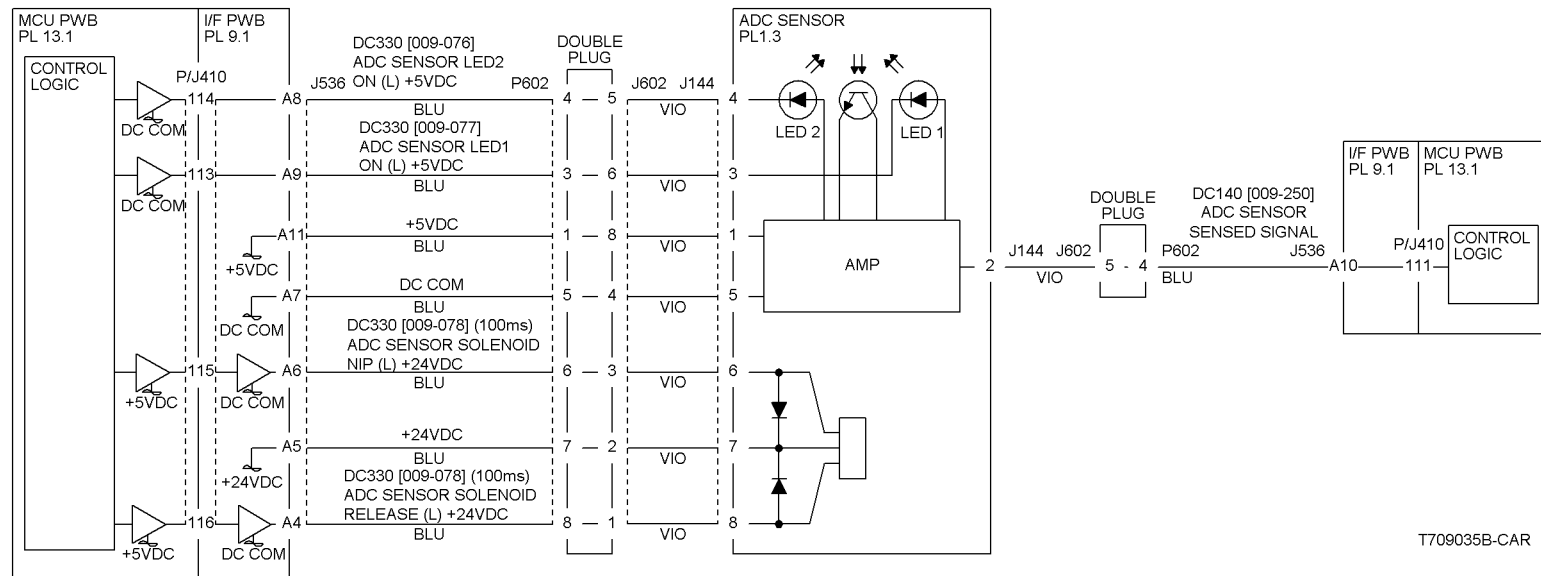 MCU PWB
PL 13.1
I/F PWB
PL 9.1
CONTROL
LOGIC
P/J410
114
DC COM
A8
J536
DC330 [009-076]
ADC SENSOR LED2
ON (L) +5VDC
BLU
P602
DOUBLE
PLUG
4
5
J602
J144
VIO
4
113
DC COM
A9
DC330 [009-077]
ADC SENSOR LED1
ON (L) +5VDC
BLU
3
6
VIO
3
+5VDC
A11
+5VDC
BLU
1
8
VIO
1
DC COM
A7
DC COM
BLU
5
4
VIO
5
115
+5VDC
DC COM
A6
DC330 [009-078] (100ms)
ADC SENSOR SOLENOID
NIP (L) +24VDC
BLU
6
3
VIO
6
+24VDC
A5
+24VDC
BLU
7
2
VIO
7
116
+5VDC
DC COM
A4
DC330 [009-078] (100ms)
ADC SENSOR SOLENOID
RELEASE (L) +24VDC
BLU
8
1
VIO
8
ADC SENSOR
PL1.3
LED 2
LED 1
AMP
2
J144
J602
VIO
DOUBLE
PLUG
5
4
P602
BLU
DC140 [009-250]
ADC SENSOR
SENSED SIGNAL
J536
A10
I/F PWB
PL 9.1
MCU PWB
PL 13.1
P/J410
111
CONTROL
LOGIC
T709035B-CAR